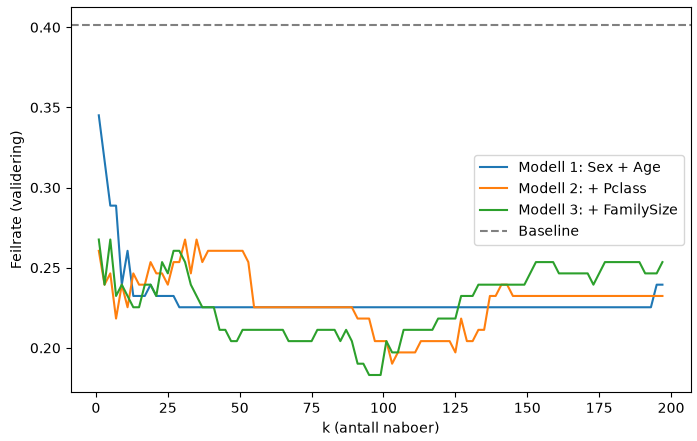 0.40
0.35
0.30
0.25
0.20
Feilrate (validering)
Modell 1: Sex + Age
Modell 2: + Pclass
Modell 3: + FamilySize
Baseline
0 25 50 75 100 125 150 175 200
k (antall naboer)